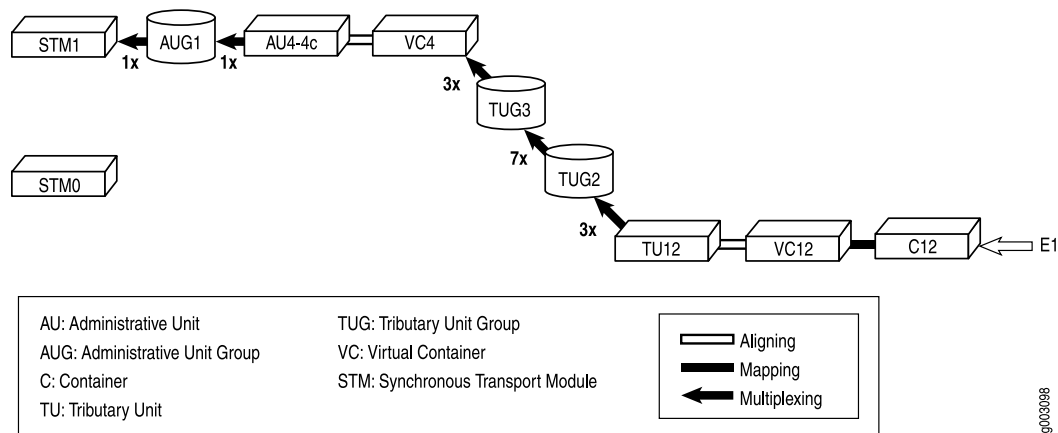 STM1
AUG1
AU4-4c
VC4
1x
1x
3x
TUG3
7x
TUG2
STM0
3x
TU12
VC12
C12
E1
AU: Administrative Unit
AUG: Administrative Unit Group
C: Container
TU: Tributary Unit
TUG: Tributary Unit Group
VC: Virtual Container
STM: Synchronous Transport Module
Aligning
Mapping
Multiplexing
g003098